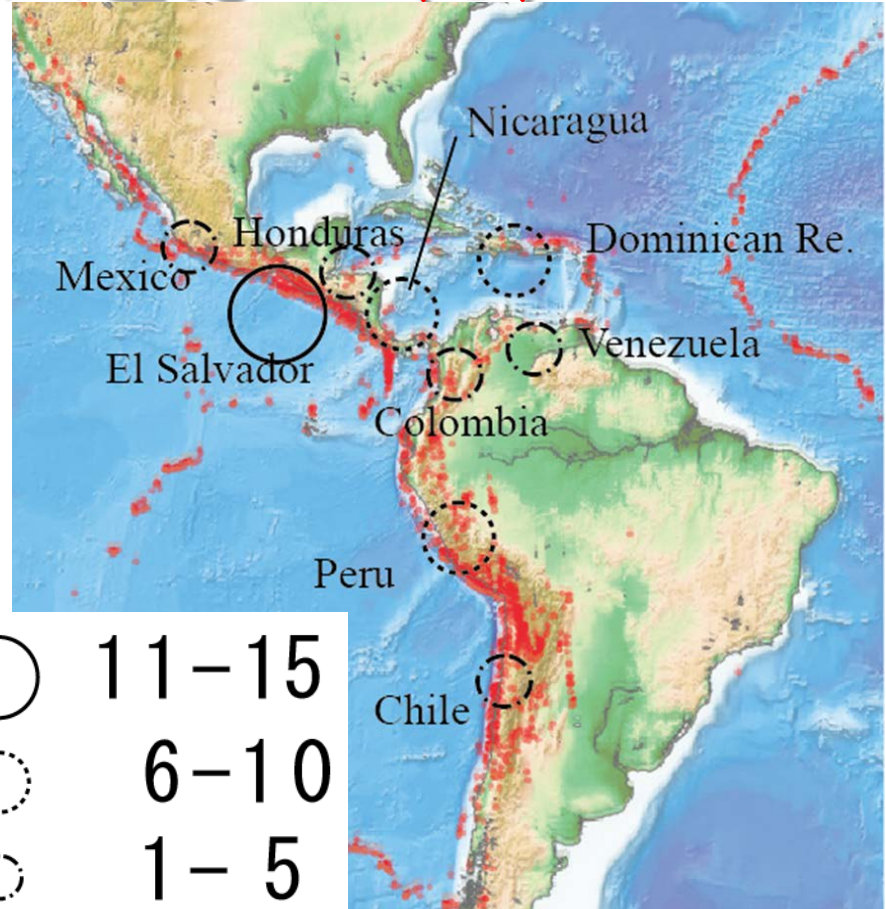 Nicaragua
Honduras
Dominican Re.
Mexico
Venezuela
El Salvador
Colombia
Peru
Chile
11-15
6-10
1-5